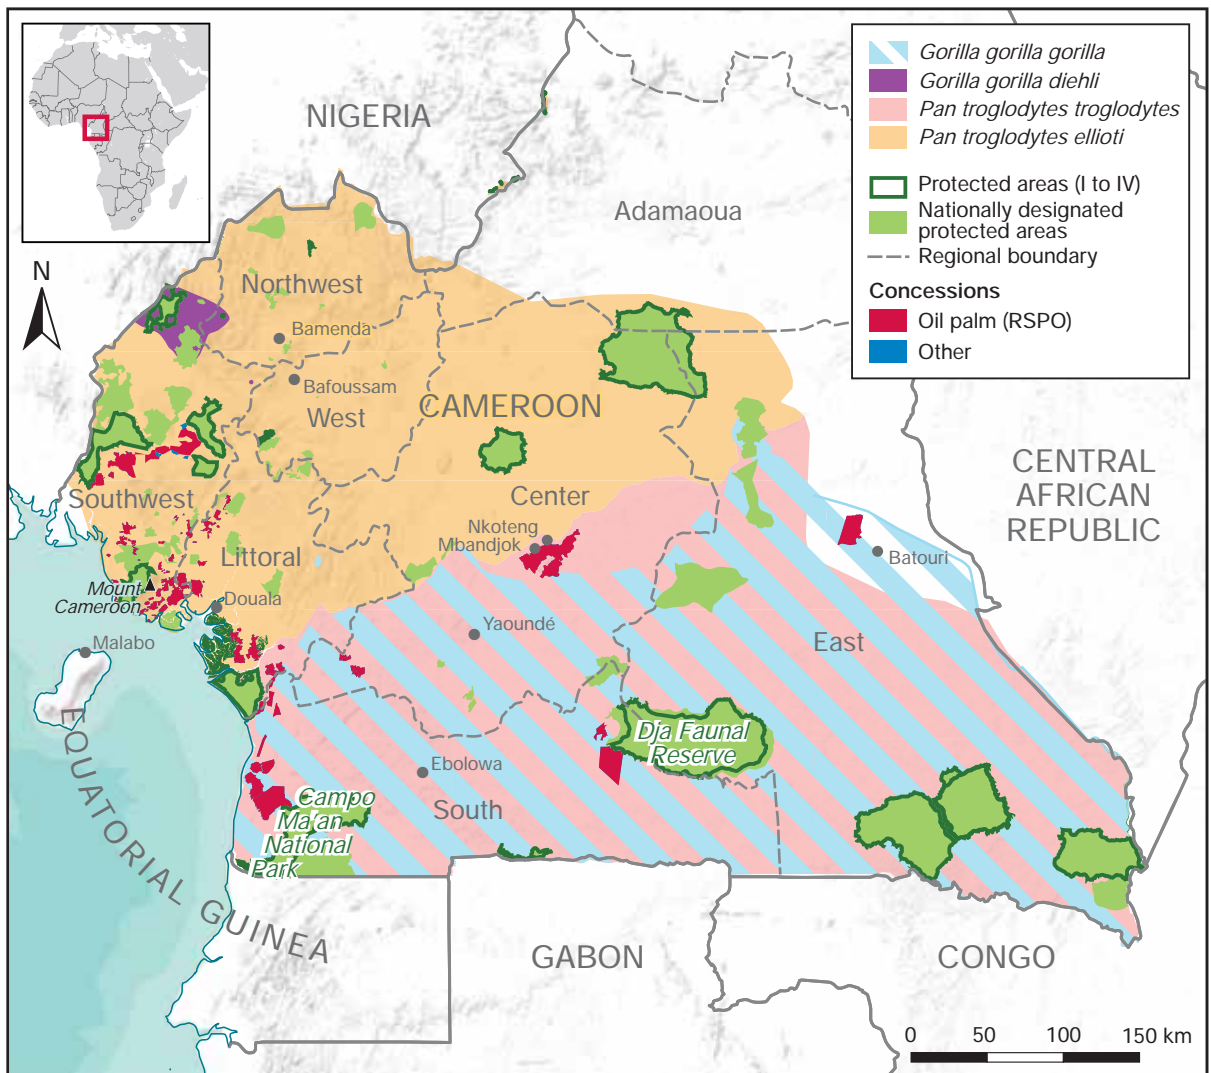 Gorilla gorilla gorilla
Gorilla gorilla diehli
Pan troglodytes troglodytes
Pan troglodytes ellioti
Protected areas (I to IV)
Nationally designated
protected areas
Regional boundary
Concessions
Oil palm (RSPO)
Other
N
NIGERIA
Adamaoua
Northwest
Bamenda
Bafoussam
West
CAMEROON
CENTRAL
AFRICAN
REPUBLIC
Southwest
Center
Nkoteng
Mbandjok
Batouri
Littoral
Mount
Cameroon
Douala
Malabo
Yaoundé
East
Dja Faunal
Reserve
Ebolowa
South
Campo
Ma'an
National
Park
EQUATORIAL GUINEA
GABON
CONGO
0 50 100 150 km